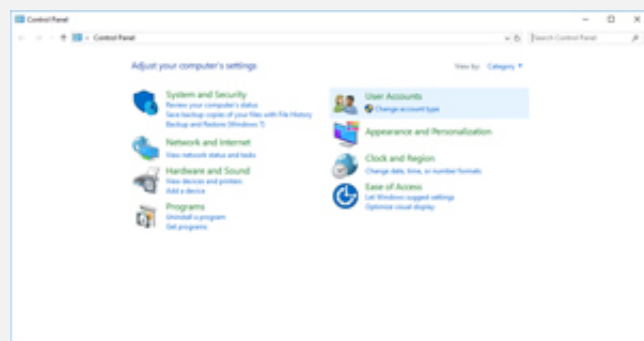 Control Panel
Control Panel
Search Control Panel
Adjust your computer's settings
View by: Category
System and Security
Review your computer's status
Save backup copies of your files with File History
Backup and Restore (Windows 7)
Network and Internet
View network status and tasks
Hardware and Sound
View devices and printers
Add a device
Programs
Uninstall a program
Get programs
User Accounts
Change account type
Appearance and Personalization
Clock and Region
Change date, time, or number formats
Ease of Access
Let Windows suggest settings
Optimize visual display